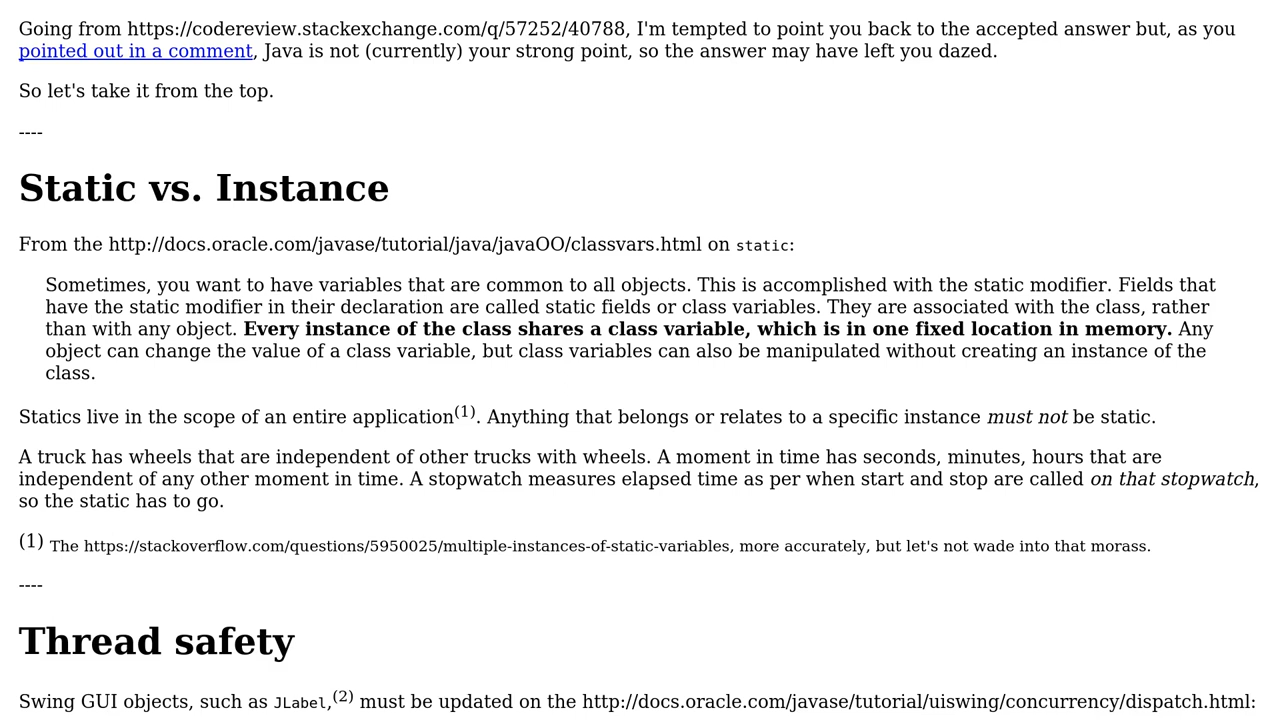 Going from https://codereview.stackexchange.com/q/57252/40788, I'm tempted to point you back to the accepted answer but, as you
pointed out in a comment, Java is not (currently) your strong point, so the answer may have left you dazed.
So let's take it from the top.
----
Static vs. Instance
From the http://docs.oracle.com/javase/tutorial/java/javaOO/classvars.html on static:
Sometimes, you want to have variables that are common to all objects. This is accomplished with the static modifier. Fields that
have the static modifier in their declaration are called static fields or class variables. They are associated with the class, rather
than with any object. Every instance of the class shares a class variable, which is in one fixed location in memory. Any
object can change the value of a class variable, but class variables can also be manipulated without creating an instance of the
class.
Statics live in the scope of an entire application(1). Anything that belongs or relates to a specific instance must not be static.
A truck has wheels that are independent of other trucks with wheels. A moment in time has seconds, minutes, hours that are
independent of any other moment in time. A stopwatch measures elapsed time as per when start and stop are called on that stopwatch,
so the static has to go.
(1) The https://stackoverflow.com/questions/5950025/multiple-instances-of-static-variables, more accurately, but let's not wade into that morass.
----
Thread safety
Swing GUI objects, such as JLabel,(2) must be updated on the http://docs.oracle.com/javase/tutorial/uiswing/concurrency/dispatch.html: